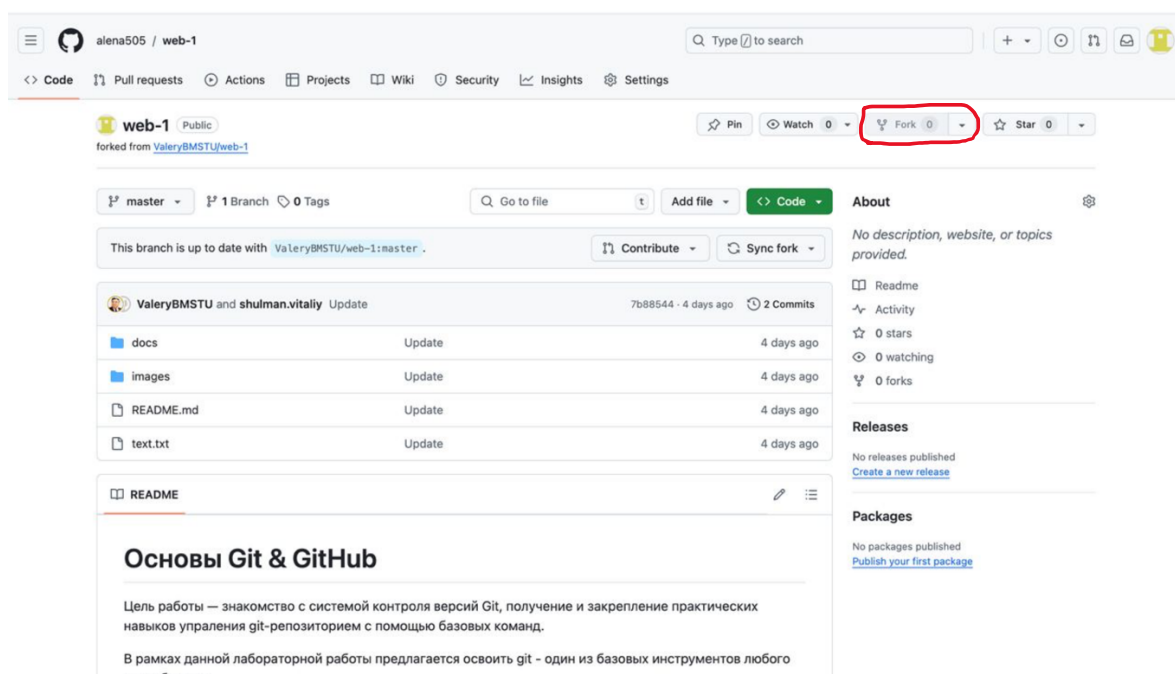 alena505 / web-1
Type / to search
Code Pull requests Actions Projects Wiki Security Insights Settings
web-1 Public
Pin Watch 0 Fork 0 Star 0
forked from ValeryBMSTU/web-1
master 1 Branch 0 Tags Go to file t Add file Code
This branch is up to date with ValeryBMSTU/web-1:master .
Contribute Sync fork
ValeryBMSTU and shulman.vitaliy Update 7b88544 · 4 days ago 2 Commits
docs Update 4 days ago
images Update 4 days ago
README.md Update 4 days ago
text.txt Update 4 days ago
README
Основы Git & GitHub
Цель работы — знакомство с системой контроля версий Git, получение и закрепление практических
навыков упраления git-репозиторием с помощью базовых команд.
В рамках данной лабораторной работы предлагается освоить git - один из базовых инструментов любого
About
No description, website, or topics
provided.
Readme
Activity
0 stars
0 watching
0 forks
Releases
No releases published
Create a new release
Packages
No packages published
Publish your first package